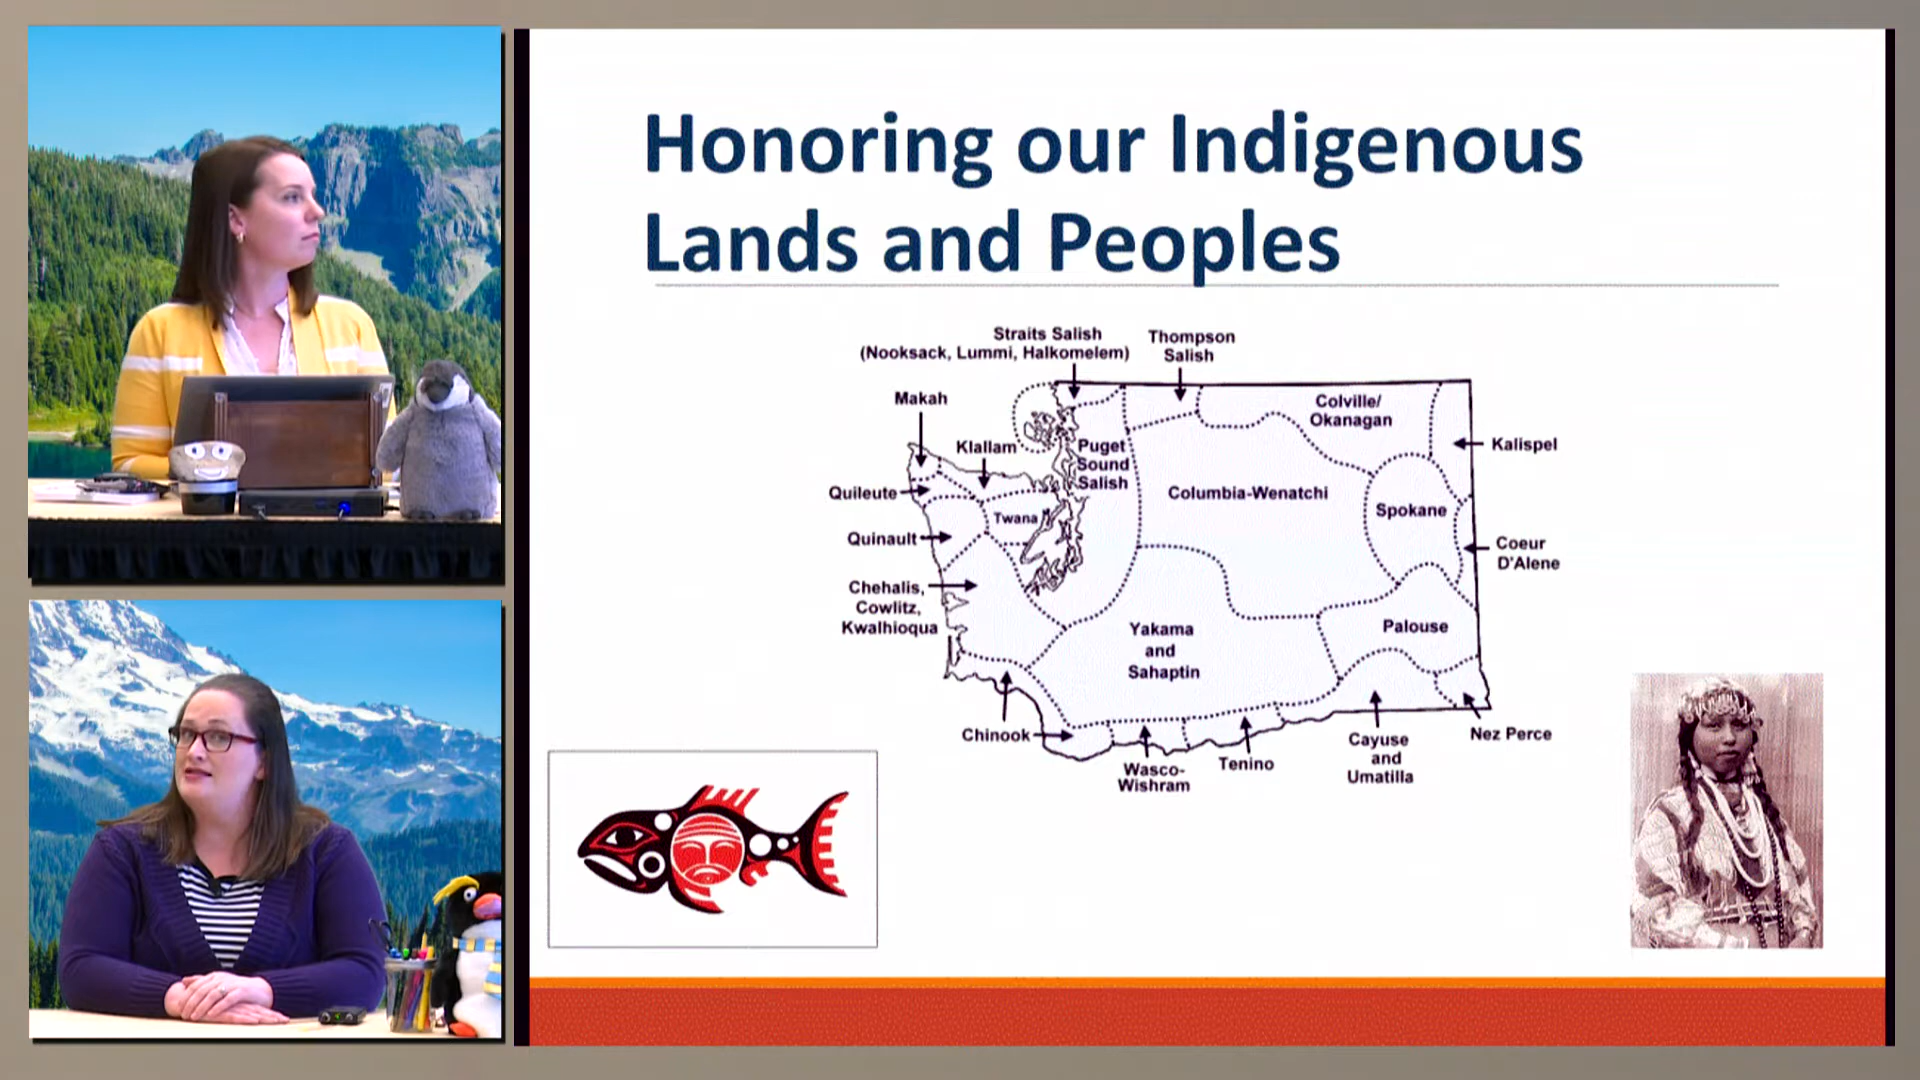 Honoring our Indigenous
Lands and Peoples
Straits Salish
(Nooksack, Lummi, Halkomelem)
Thompson
Salish
Makah
Klallam
Puget
Sound
Salish
Colville/
Okanagan
Kalispel
Quileute
Columbia-Wenatchi
Spokane
Twana
Quinault
Coeur
D'Alene
Chehalis,
Cowlitz,
Kwalhioqua
Yakama
and
Sahaptin
Palouse
Chinook
Wasco-
Wishram
Tenino
Cayuse
and
Umatilla
Nez Perce